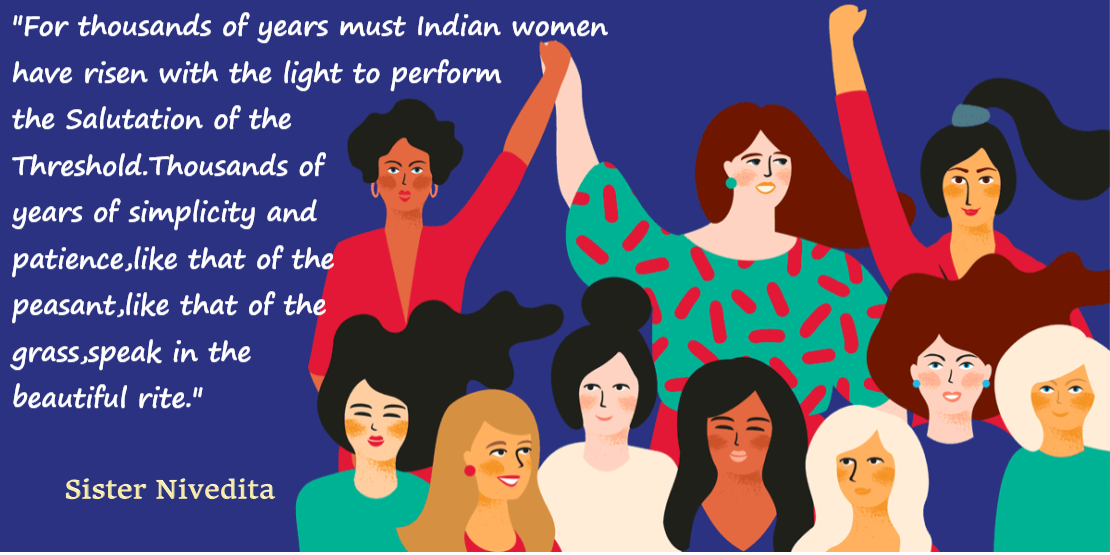 "For thousands of years must Indian women
have risen with the light to perform
the Salutation of the
Threshold.Thousands of
years of simplicity and
patience,like that of the
peasant,like that of the
grass,speak in the
beautiful rite."
Sister Nivedita